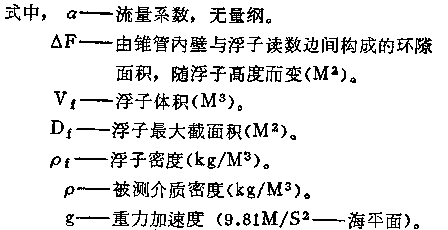 式中，α——流量系数，无量纲。
ΔF——由锥管内壁与浮子读数边间构成的环隙
面积，随浮子高度而变(M²)。
V_f——浮子体积(M³)。
D_f——浮子最大截面积(M²)。
ρ_f——浮子密度(kg/M³)。
ρ——被测介质密度(kg/M³)。
g——重力加速度 (9.81M/S²——海平面)。